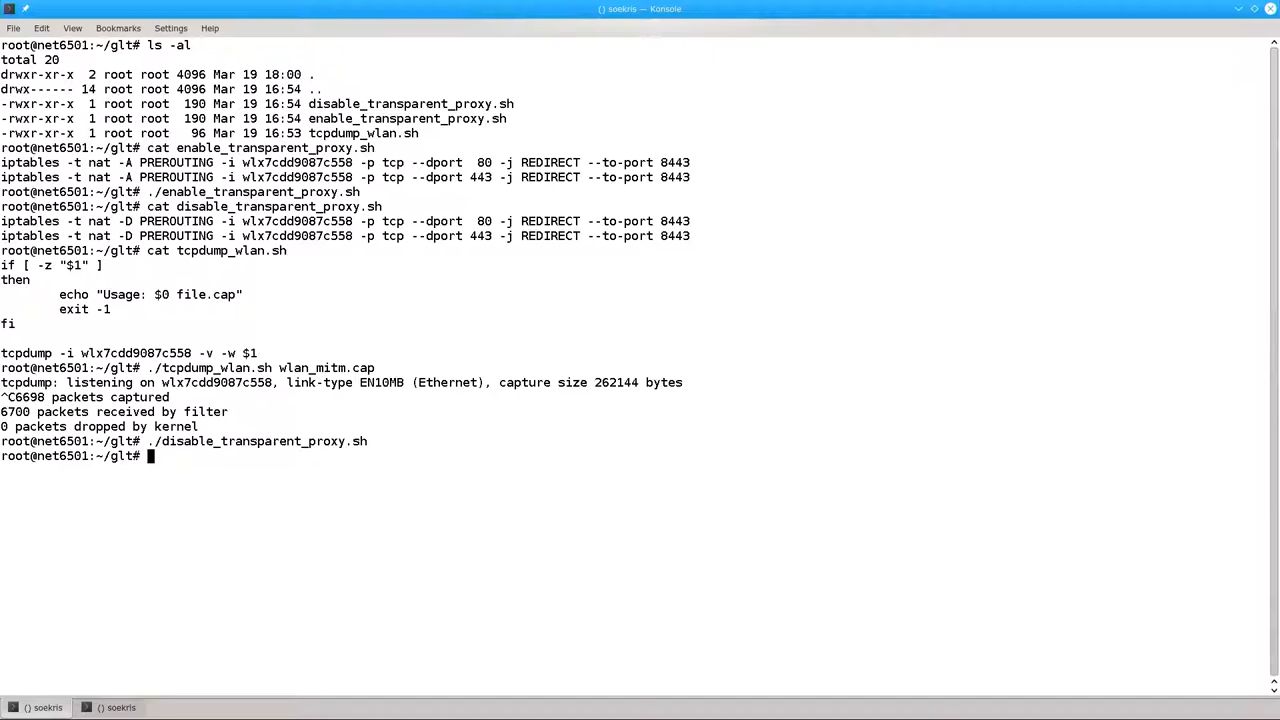 () soekris — Konsole
File Edit View Bookmarks Settings Help
root@net6501:~/glt# ls -al
total 20
drwxr-xr-x  2 root root 4096 Mar 19 18:00 .
drwx------ 14 root root 4096 Mar 19 16:54 ..
-rwxr-xr-x  1 root root  190 Mar 19 16:54 disable_transparent_proxy.sh
-rwxr-xr-x  1 root root  190 Mar 19 16:54 enable_transparent_proxy.sh
-rwxr-xr-x  1 root root   96 Mar 19 16:53 tcpdump_wlan.sh
root@net6501:~/glt# cat enable_transparent_proxy.sh
iptables -t nat -A PREROUTING -i wlx7cdd9087c558 -p tcp --dport  80 -j REDIRECT --to-port 8443
iptables -t nat -A PREROUTING -i wlx7cdd9087c558 -p tcp --dport 443 -j REDIRECT --to-port 8443
root@net6501:~/glt# ./enable_transparent_proxy.sh
root@net6501:~/glt# cat disable_transparent_proxy.sh
iptables -t nat -D PREROUTING -i wlx7cdd9087c558 -p tcp --dport  80 -j REDIRECT --to-port 8443
iptables -t nat -D PREROUTING -i wlx7cdd9087c558 -p tcp --dport 443 -j REDIRECT --to-port 8443
root@net6501:~/glt# cat tcpdump_wlan.sh
if [ -z "$1" ]
then
        echo "Usage: $0 file.cap"
        exit -1
fi

tcpdump -i wlx7cdd9087c558 -v -w $1
root@net6501:~/glt# ./tcpdump_wlan.sh wlan_mitm.cap
tcpdump: listening on wlx7cdd9087c558, link-type EN10MB (Ethernet), capture size 262144 bytes
^C6698 packets captured
6700 packets received by filter
0 packets dropped by kernel
root@net6501:~/glt# ./disable_transparent_proxy.sh
root@net6501:~/glt#
() soekris () soekris